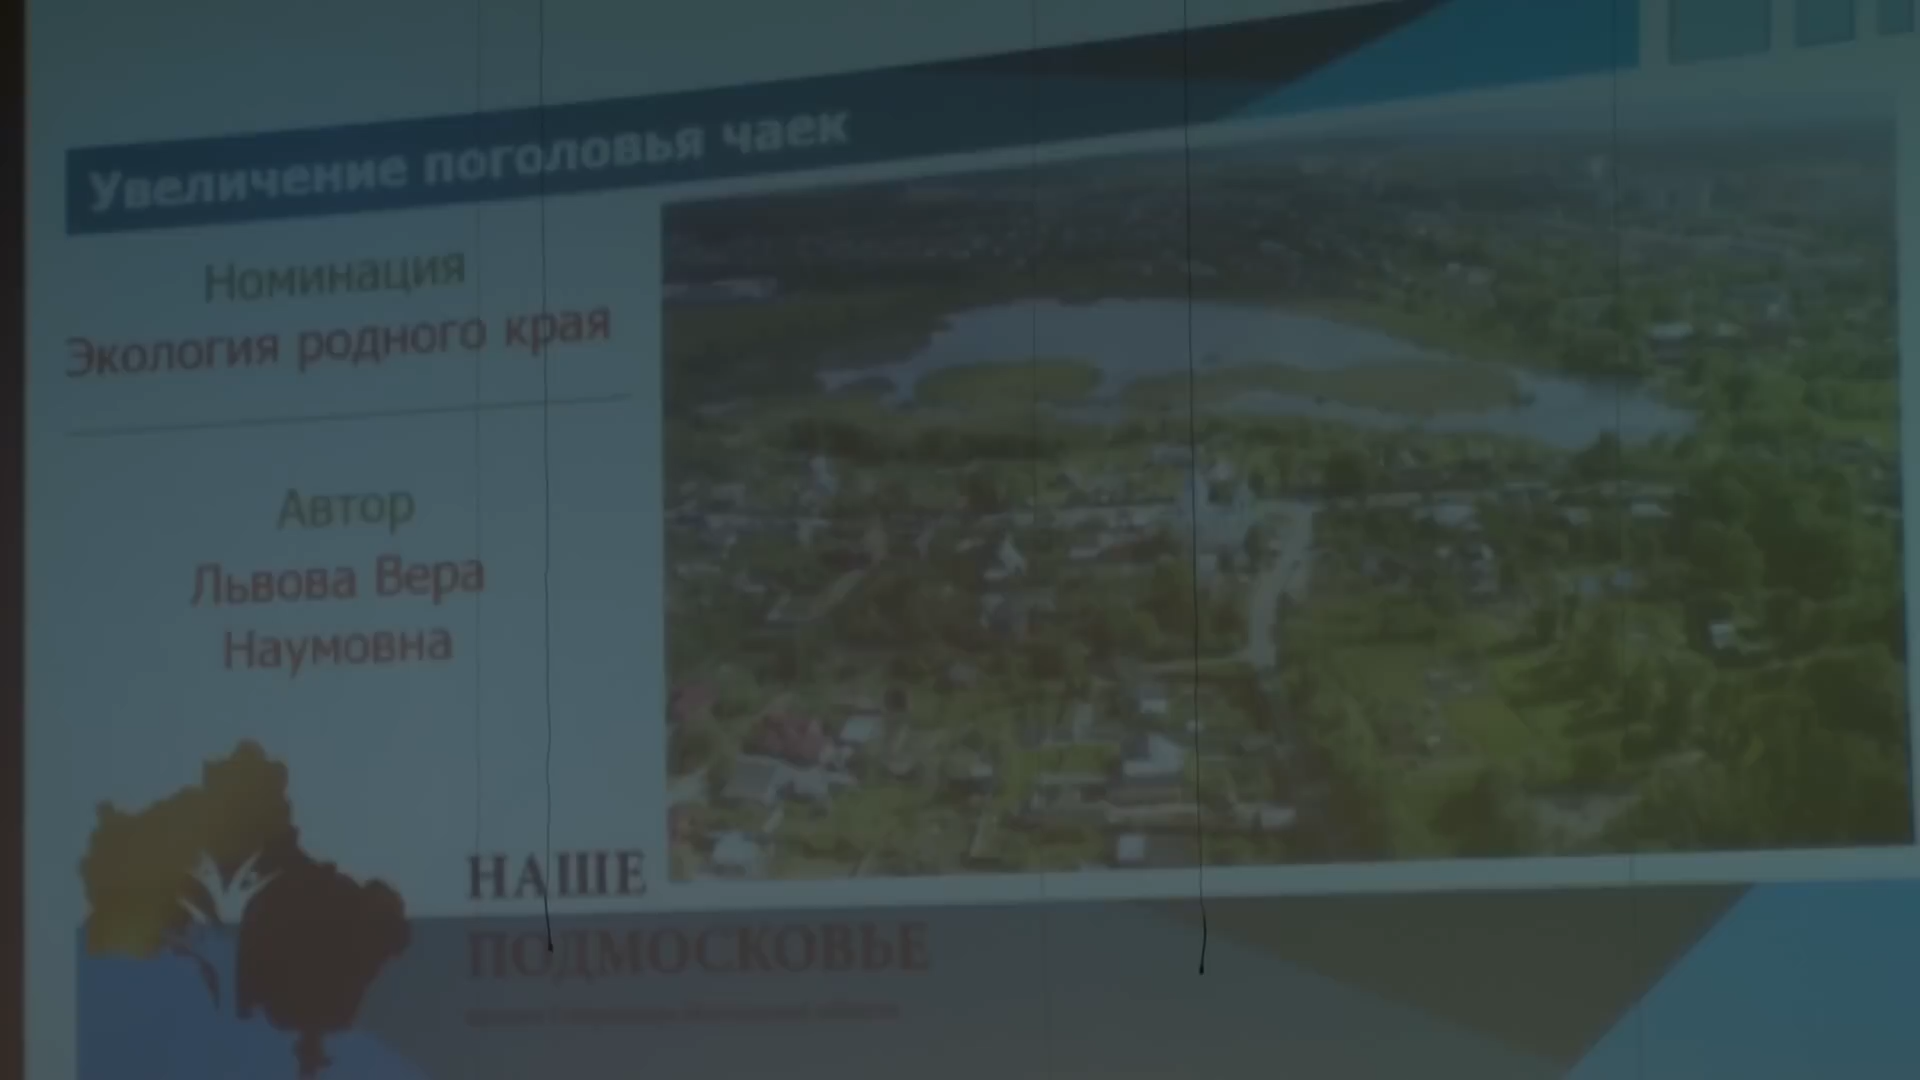 Увеличение поголовья чаек
Номинация
Экология родного края
Автор
Львова Вера
Наумовна
НАШЕ
ПОДМОСКОВЬЕ